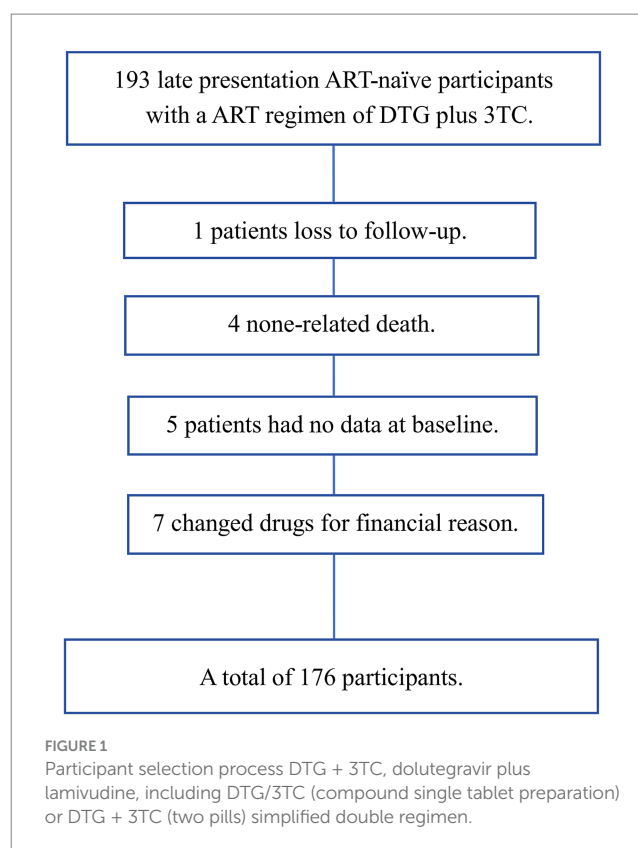 193 late presentation ART-naïve participants
with a ART regimen of DTG plus 3TC.
1 patients loss to follow-up.
4 none-related death.
5 patients had no data at baseline.
7 changed drugs for financial reason.
A total of 176 participants.
FIGURE 1
Participant selection process DTG + 3TC, dolutegravir plus
lamivudine, including DTG/3TC (compound single tablet preparation)
or DTG + 3TC (two pills) simplified double regimen.